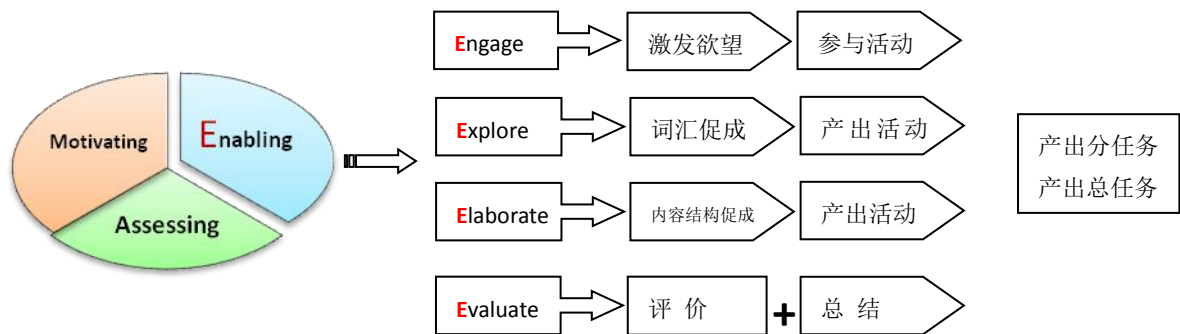 Motivating
Enabling
Assessing
Engage
激发欲望
参与活动
Explore
词汇促成
产出活动
Elaborate
内容结构促成
产出活动
Evaluate
评价
+
总结
产出分任务
产出总任务